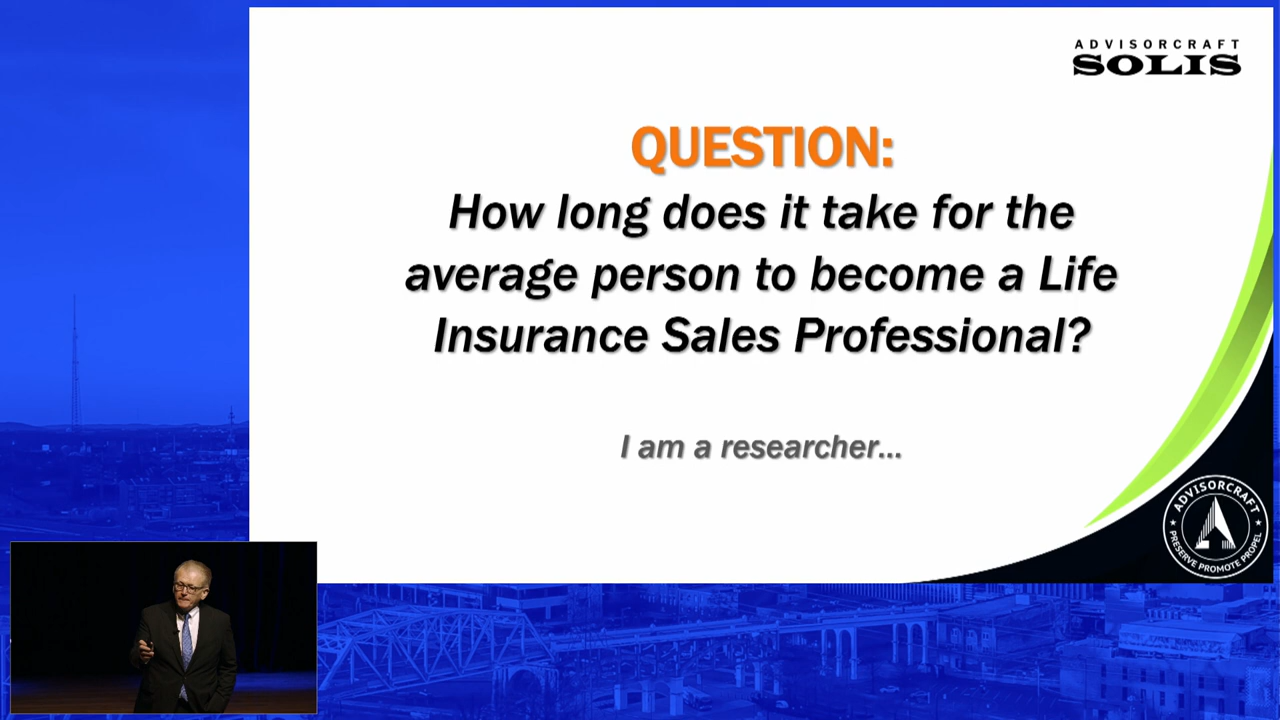 ADVISORCRAFT
SOLIS
QUESTION:
How long does it take for the
average person to become a Life
Insurance Sales Professional?
I am a researcher...
ADVISORCRAFT
PRESERVE PROMOTE PROPEL